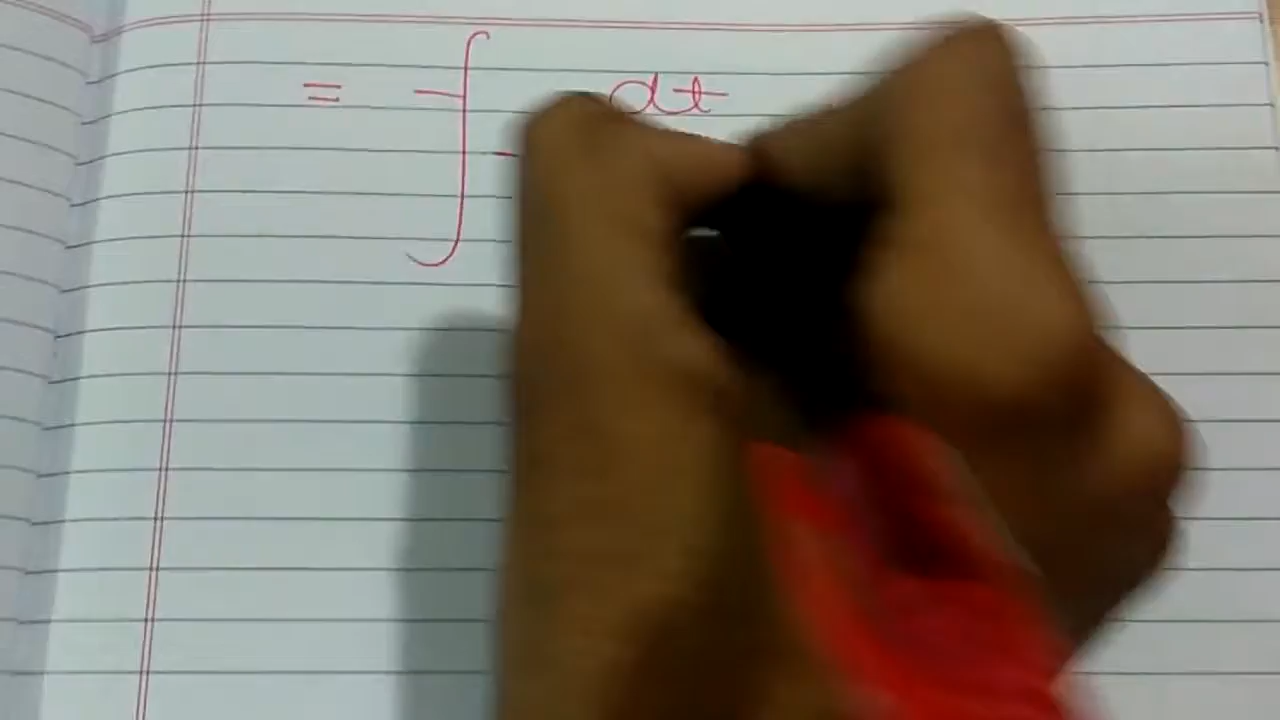 = - ∫ dt